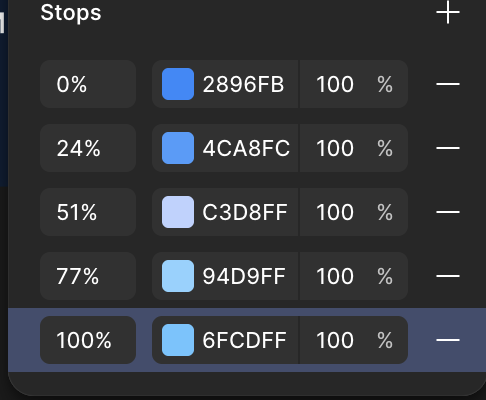 Stops
0% 2896FB 100 %
24% 4CA8FC 100 %
51% C3D8FF 100 %
77% 94D9FF 100 %
100% 6FCDFF 100 %